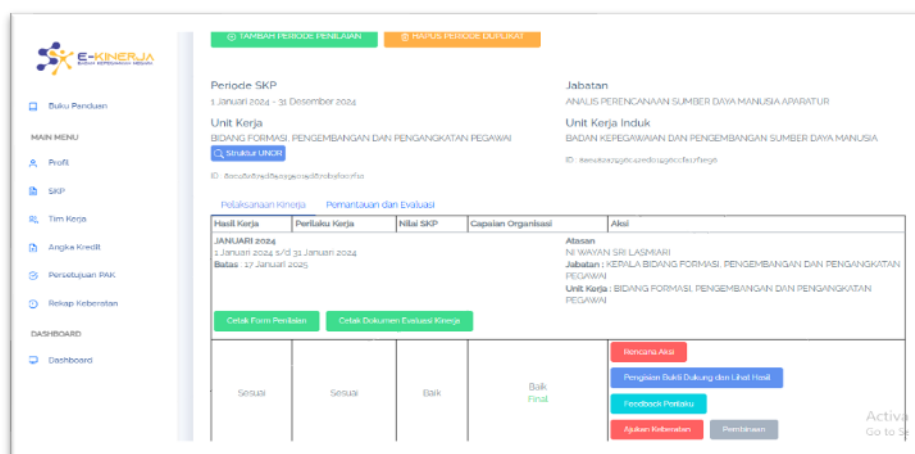 TAMBAH PERIODE PENILAIAN
HAPUS PERIODE DUPLIKAT
E-KINERJA
BADAN KEPEGAWAIAN NEGARA
Buku Panduan
MAIN MENU
Profil
SKP
Tim Kerja
Angka Kredit
Persetujuan PAK
Rekap Keberatan
DASHBOARD
Dashboard
Periode SKP
1 Januari 2024 - 31 Desember 2024
Jabatan
ANALIS PERENCANAAN SUMBER DAYA MANUSIA APARATUR
Unit Kerja
BIDANG FORMASI, PENGEMBANGAN DAN PENGANGKATAN PEGAWAI
Struktur UNOR
ID :
Unit Kerja Induk
BADAN KEPEGAWAIAN DAN PENGEMBANGAN SUMBER DAYA MANUSIA
ID :
Pelaksanaan Kinerja
Pemantauan dan Evaluasi
Hasil Kerja
Perilaku Kerja
Nilai SKP
Capaian Organisasi
Aksi
JANUARI 2024
1 Januari 2024 s/d 31 Januari 2024
Batas : 17 Januari 2025
Atasan
NI WAYAN SRI LASMIARI
Jabatan : KEPALA BIDANG FORMASI, PENGEMBANGAN DAN PENGANGKATAN
PEGAWAI
Unit Kerja : BIDANG FORMASI, PENGEMBANGAN DAN PENGANGKATAN
PEGAWAI
Cetak Form Penilaian
Cetak Dokumen Evaluasi Kinerja
Sesuai
Sesuai
Baik
Baik
Final
Rencana Aksi
Pengisian Bukti Dukung dan Lihat Hasil
Feedback Perilaku
Ajukan Keberatan
Pembinaan
Activa
Go to Se